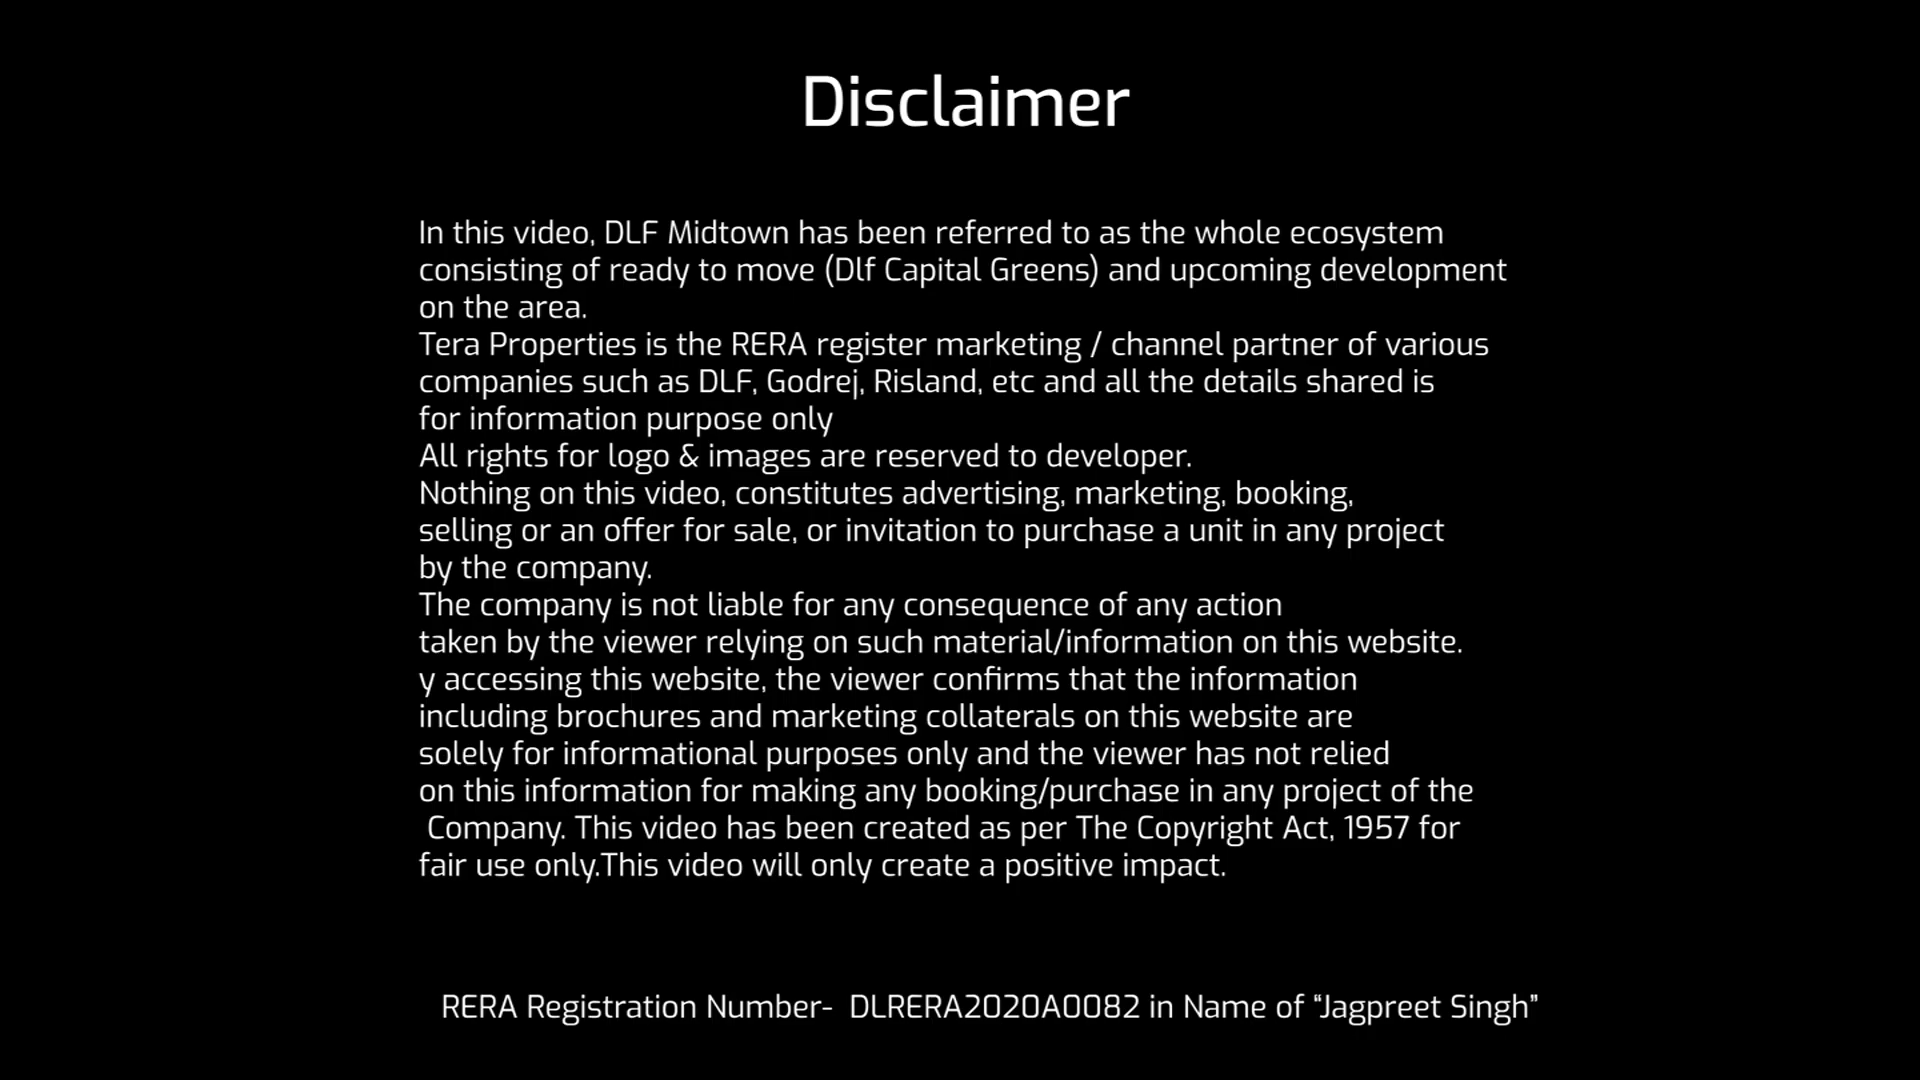 Disclaimer
In this video, DLF Midtown has been referred to as the whole ecosystem
consisting of ready to move (Dlf Capital Greens) and upcoming development
on the area.
Tera Properties is the RERA register marketing / channel partner of various
companies such as DLF, Godrej, Risland, etc and all the details shared is
for information purpose only
All rights for logo & images are reserved to developer.
Nothing on this video, constitutes advertising, marketing, booking,
selling or an offer for sale, or invitation to purchase a unit in any project
by the company.
The company is not liable for any consequence of any action
taken by the viewer relying on such material/information on this website.
y accessing this website, the viewer confirms that the information
including brochures and marketing collaterals on this website are
solely for informational purposes only and the viewer has not relied
on this information for making any booking/purchase in any project of the
Company. This video has been created as per The Copyright Act, 1957 for
fair use only.This video will only create a positive impact.
RERA Registration Number- DLRERA2020A0082 in Name of “Jagpreet Singh”